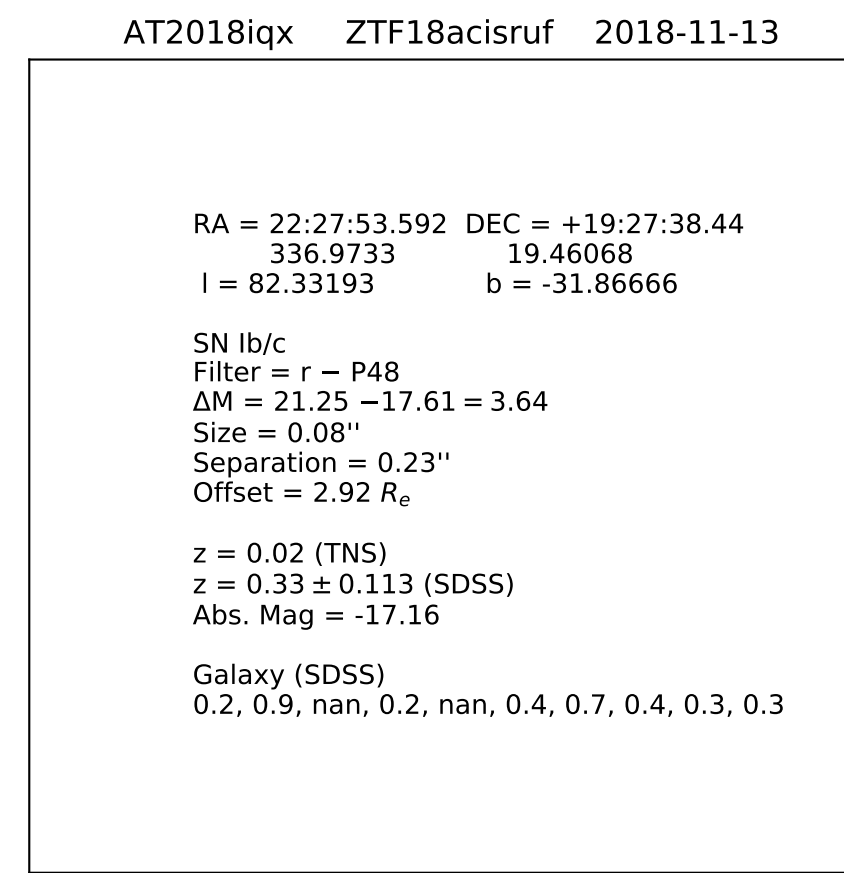 AT2018iqx ZTF18acisruf 2018-11-13
RA = 22:27:53.592 DEC = +19:27:38.44
336.9733 19.46068
l = 82.33193 b = -31.86666
SN Ib/c
Filter = r − P48
ΔM = 21.25 −17.61 = 3.64
Size = 0.08''
Separation = 0.23''
Offset = 2.92 Rₑ
z = 0.02 (TNS)
z = 0.33 ± 0.113 (SDSS)
Abs. Mag = -17.16
Galaxy (SDSS)
0.2, 0.9, nan, 0.2, nan, 0.4, 0.7, 0.4, 0.3, 0.3